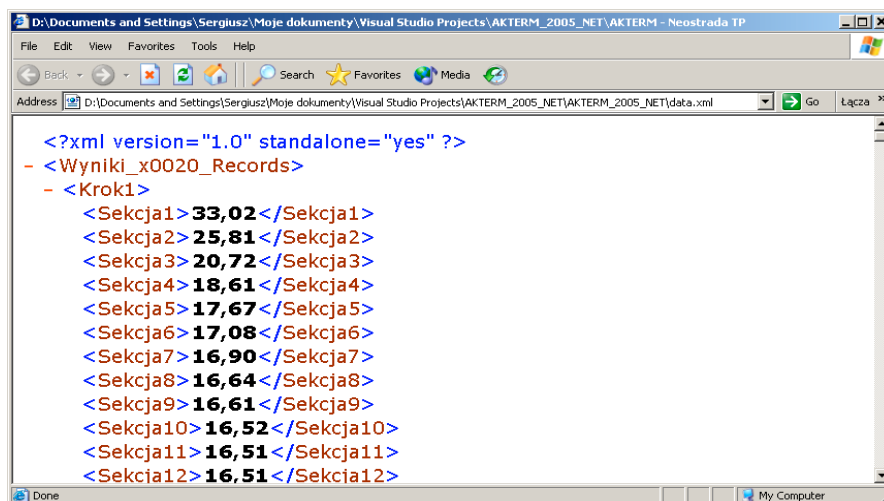 D:\Documents and Settings\Sergiusz\Moje dokumenty\Visual Studio Projects\AKTERM_2005_NET\AKTERM - Neostrada TP
File Edit View Favorites Tools Help
Back Search Favorites Media
Address D:\Documents and Settings\Sergiusz\Moje dokumenty\Visual Studio Projects\AKTERM_2005_NET\AKTERM_2005_NET\data.xml Go Łącza »
<?xml version="1.0" standalone="yes" ?>
- <Wyniki_x0020_Records>
- <Krok1>
<Sekcja1>33,02</Sekcja1>
<Sekcja2>25,81</Sekcja2>
<Sekcja3>20,72</Sekcja3>
<Sekcja4>18,61</Sekcja4>
<Sekcja5>17,67</Sekcja5>
<Sekcja6>17,08</Sekcja6>
<Sekcja7>16,90</Sekcja7>
<Sekcja8>16,64</Sekcja8>
<Sekcja9>16,61</Sekcja9>
<Sekcja10>16,52</Sekcja10>
<Sekcja11>16,51</Sekcja11>
<Sekcja12>16,51</Sekcja12>
Done My Computer